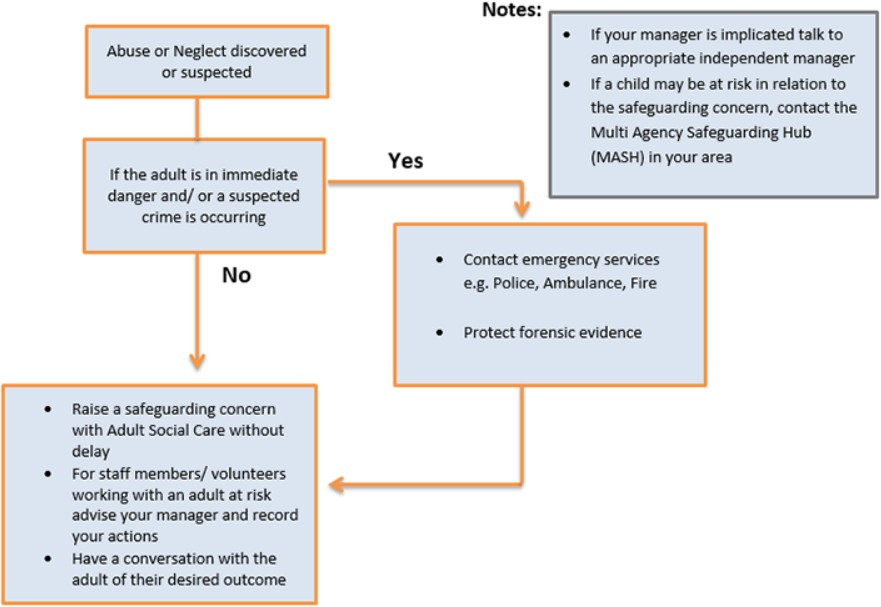 Notes:
• If your manager is implicated talk to
an appropriate independent manager
• If a child may be at risk in relation to
the safeguarding concern, contact the
Multi Agency Safeguarding Hub
(MASH) in your area
Abuse or Neglect discovered
or suspected
If the adult is in immediate
danger and/ or a suspected
crime is occurring
Yes
• Contact emergency services
e.g. Police, Ambulance, Fire
• Protect forensic evidence
No
• Raise a safeguarding concern
with Adult Social Care without
delay
• For staff members/ volunteers
working with an adult at risk
advise your manager and record
your actions
• Have a conversation with the
adult of their desired outcome